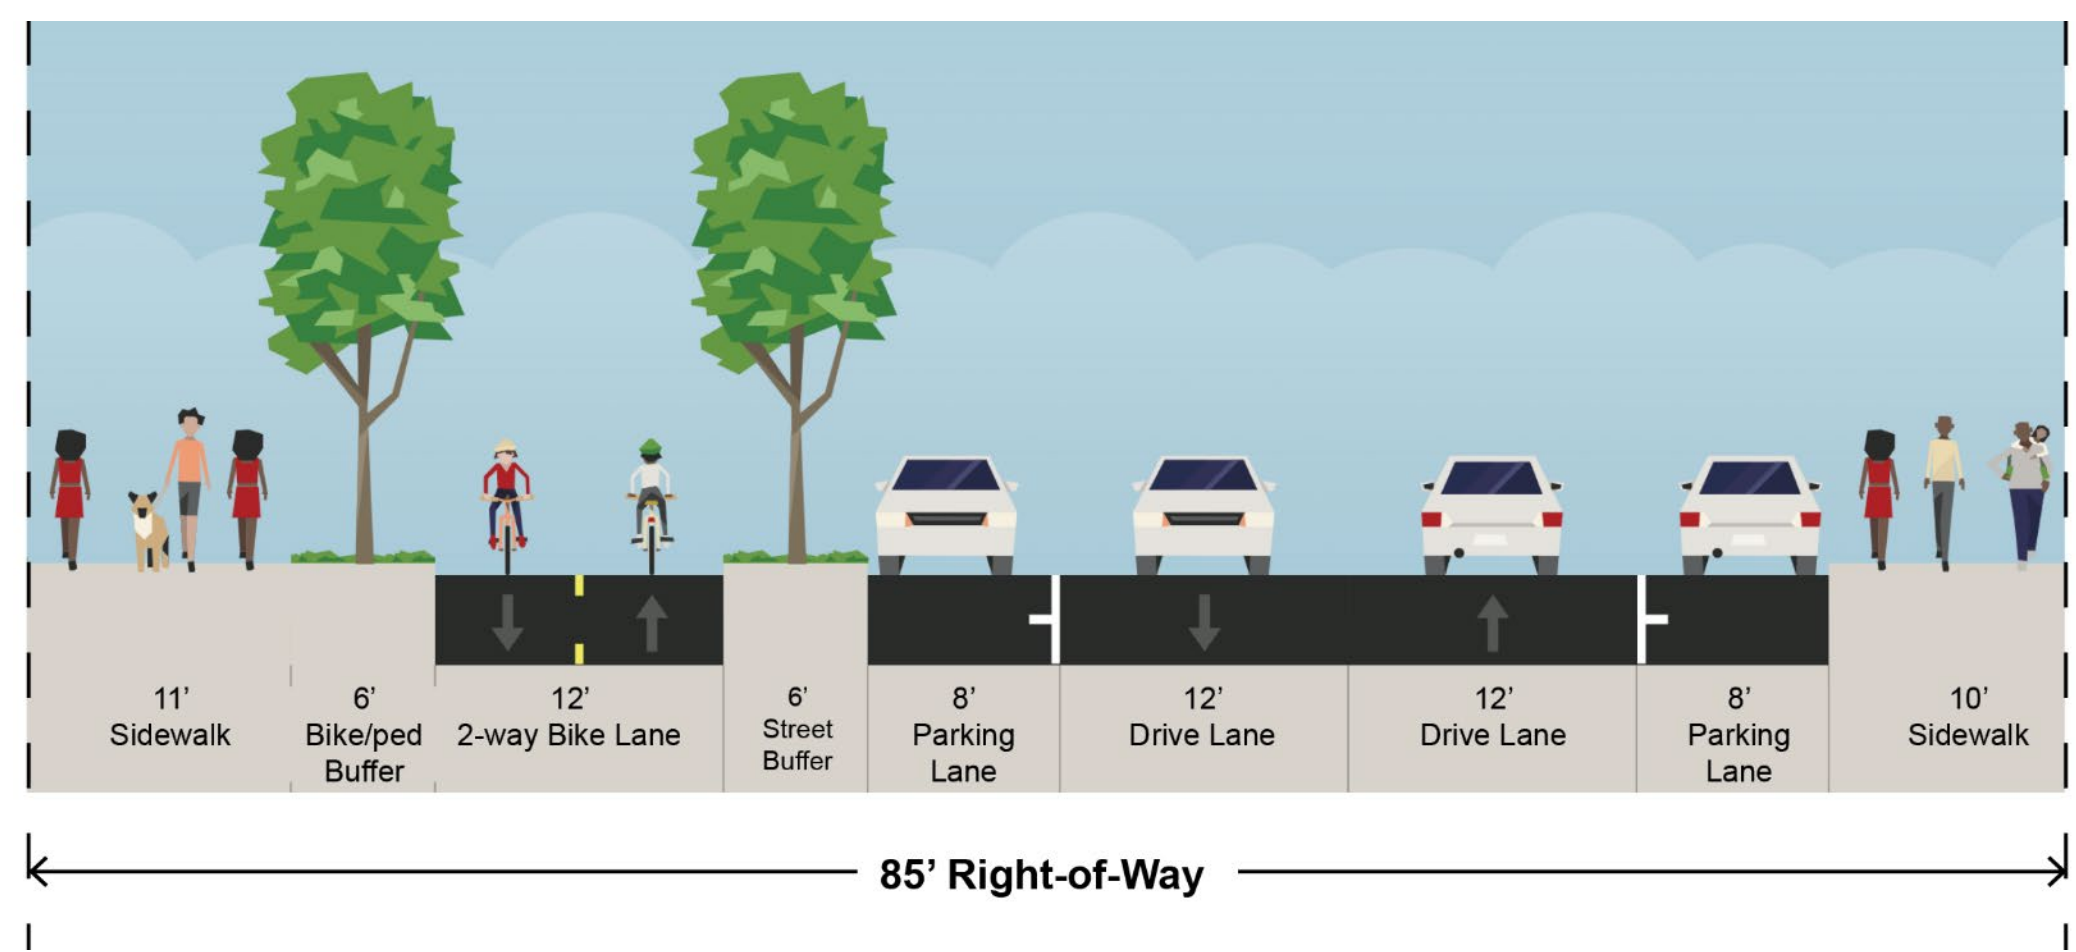 11’
Sidewalk
6’
Bike/ped
Buffer
12’
2-way Bike Lane
6’
Street
Buffer
8’
Parking
Lane
12’
Drive Lane
12’
Drive Lane
8’
Parking
Lane
10’
Sidewalk
85’ Right-of-Way